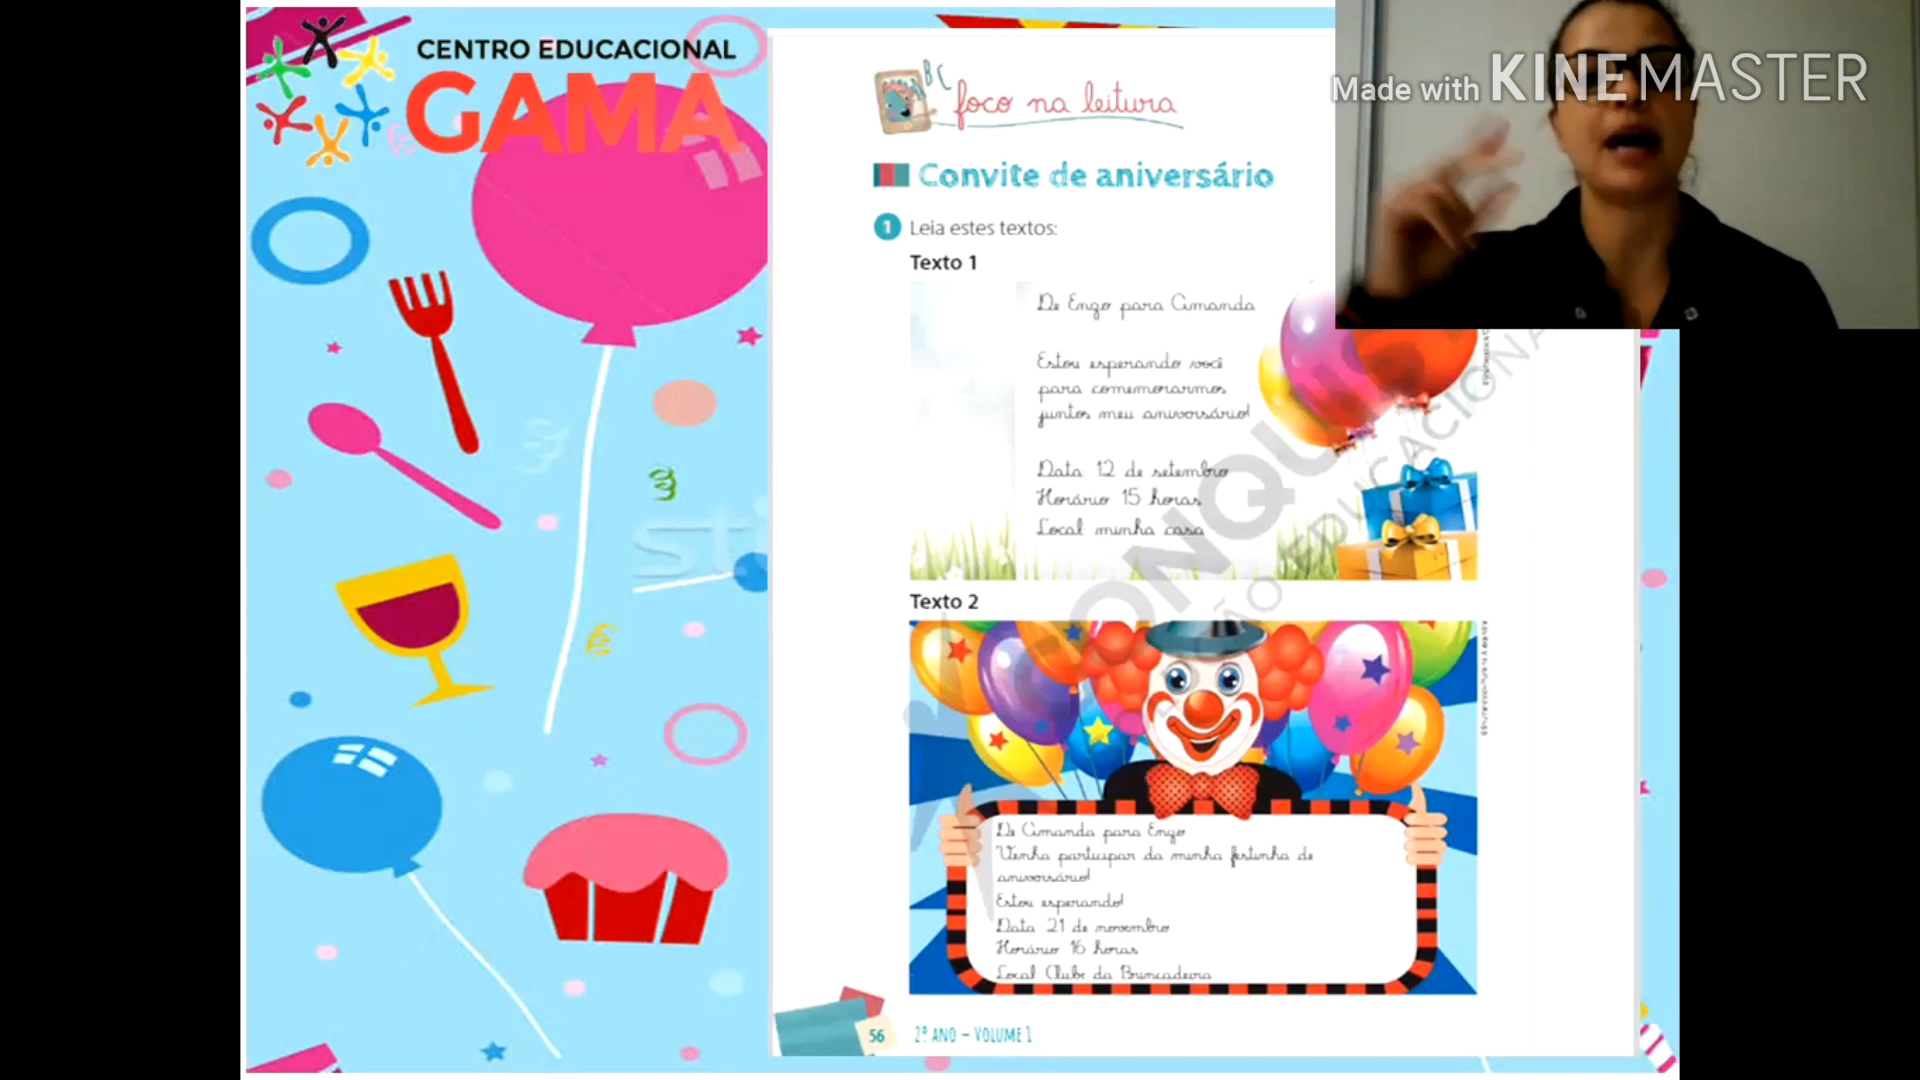 CENTRO EDUCACIONAL
GAMA
Made with KINEMASTER
ABC
foco na leitura
Convite de aniversário
1 Leia estes textos:
Texto 1
De Enzo para Amanda
Estou esperando você
para comemorarmos
juntos meu aniversário!
Data 12 de setembro
Horário 15 horas
Local minha casa
Texto 2
De Amanda para Enzo
Venha participar da minha festinha de
aniversário!
Estou esperando!
Data 21 de novembro
Horário 16 horas
Local Clube da Brincadeira
56 2º ANO – VOLUME 1